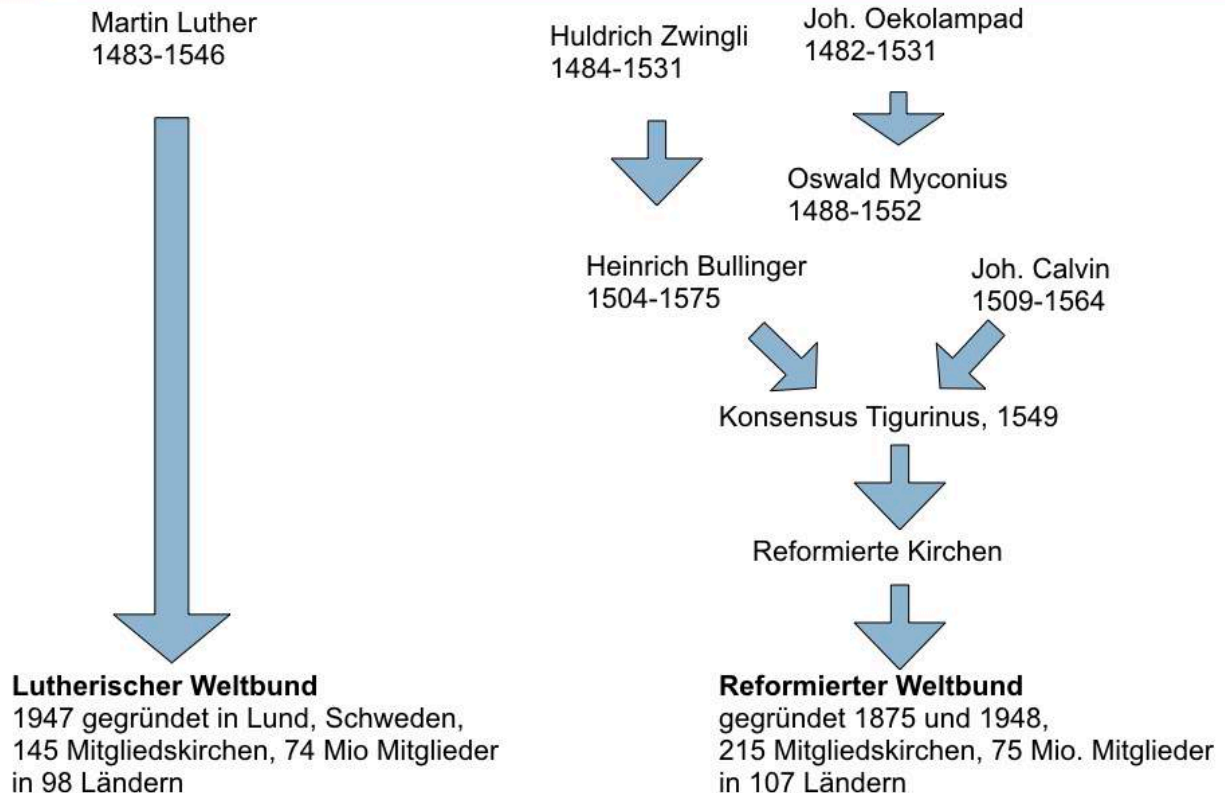 Martin Luther
1483-1546
Huldrich Zwingli
1484-1531
Joh. Oekolampad
1482-1531
Oswald Myconius
1488-1552
Heinrich Bullinger
1504-1575
Joh. Calvin
1509-1564
Konsensus Tigurinus, 1549
Reformierte Kirchen
Lutherischer Weltbund
1947 gegründet in Lund, Schweden,
145 Mitgliedskirchen, 74 Mio Mitglieder
in 98 Ländern
Reformierter Weltbund
gegründet 1875 und 1948,
215 Mitgliedskirchen, 75 Mio. Mitglieder
in 107 Ländern